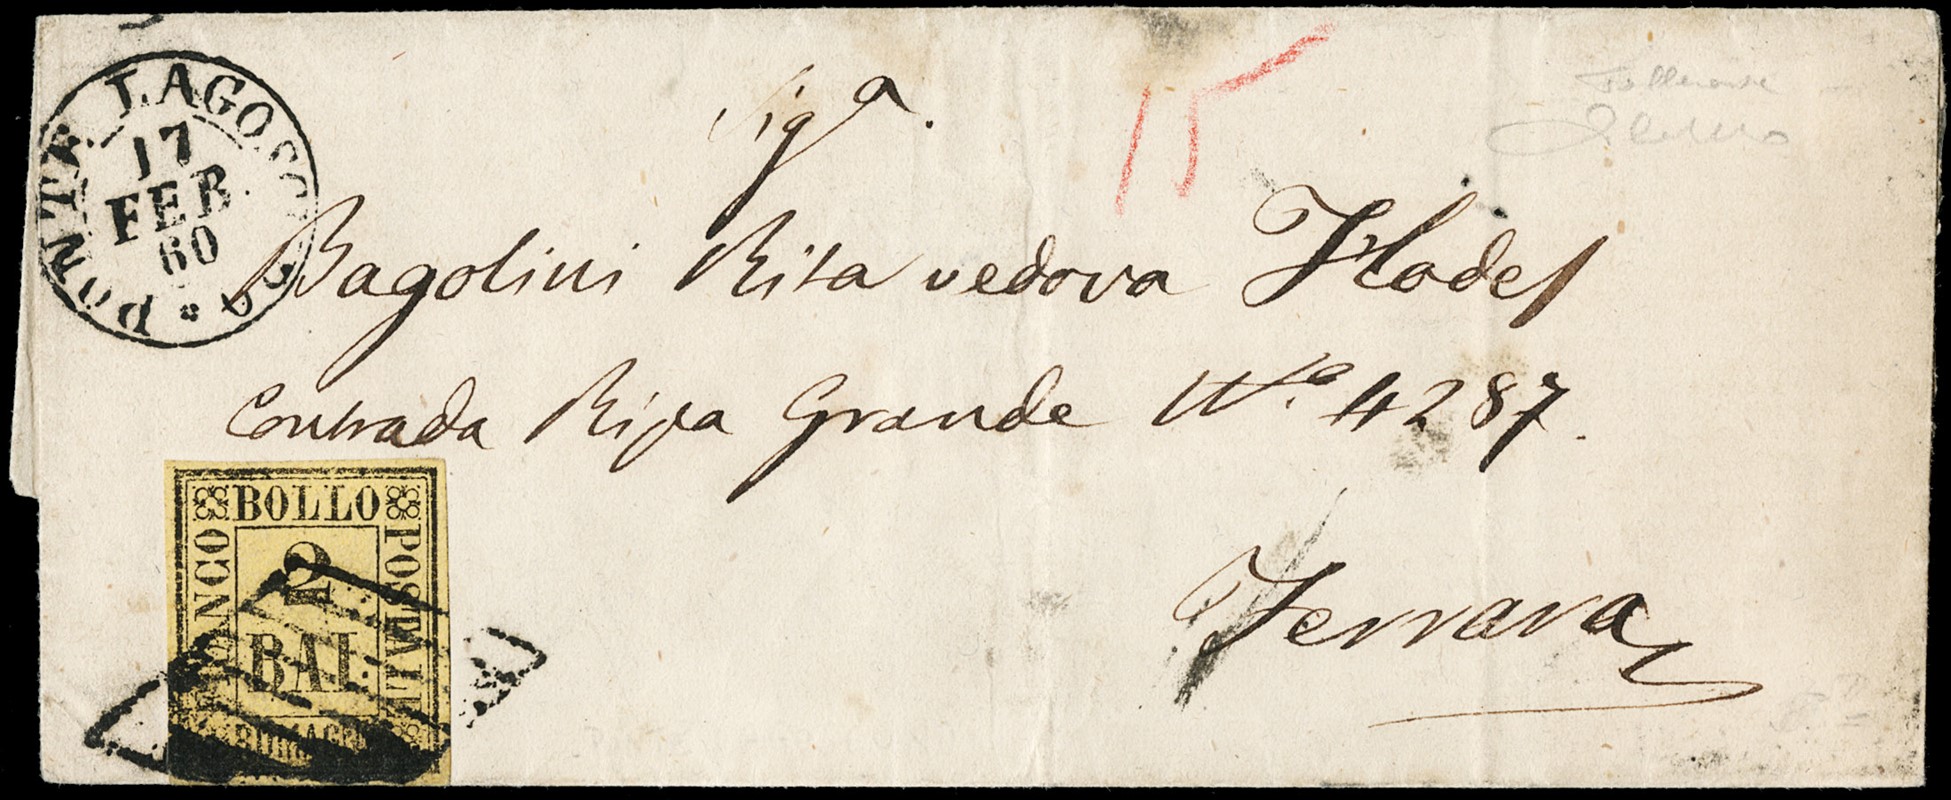 PONTE LAGOSCURO
17
FEB
60
15
Sig.a
Bagolini Rita vedova
Contrada Ripa Grande N.o 4287.
Ferrara
BOLLO
FRANCO
POSTALE
2
BAI
ROMAGNE